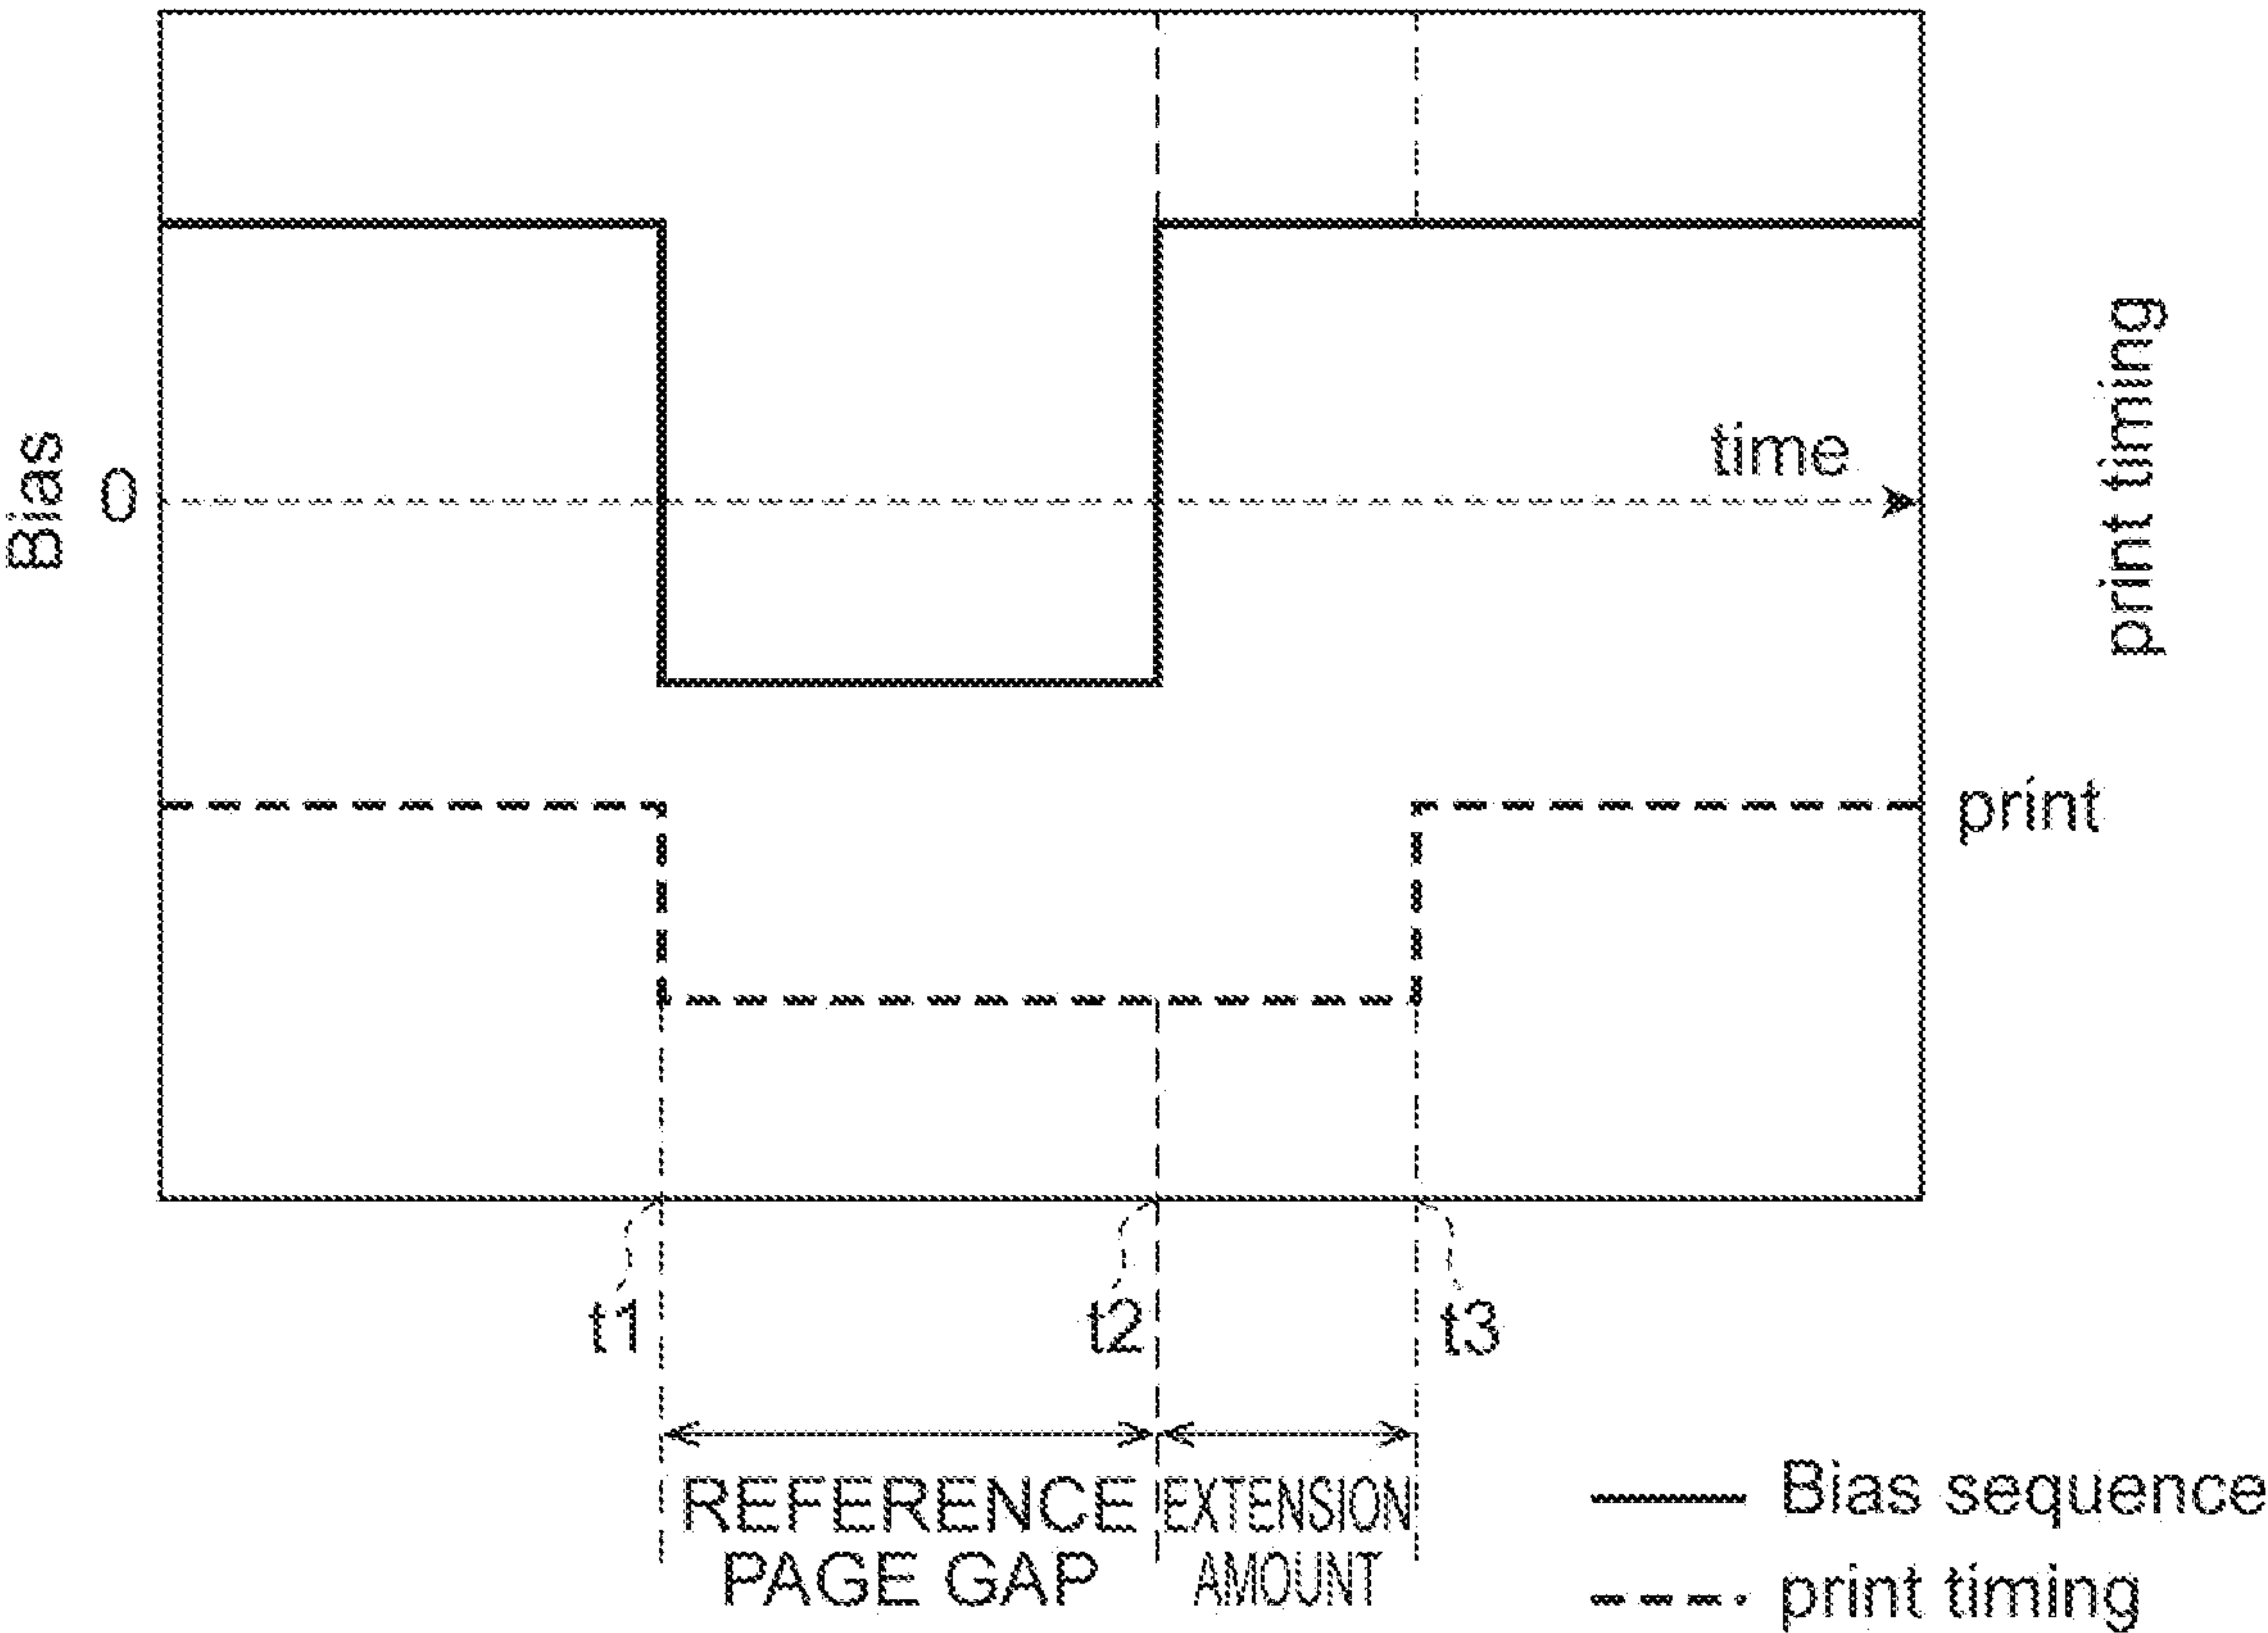 Bias
0
time
print timing
print
t1
t2
t3
REFERENCE
PAGE GAP
EXTENSION
AMOUNT
Bias sequence
print timing